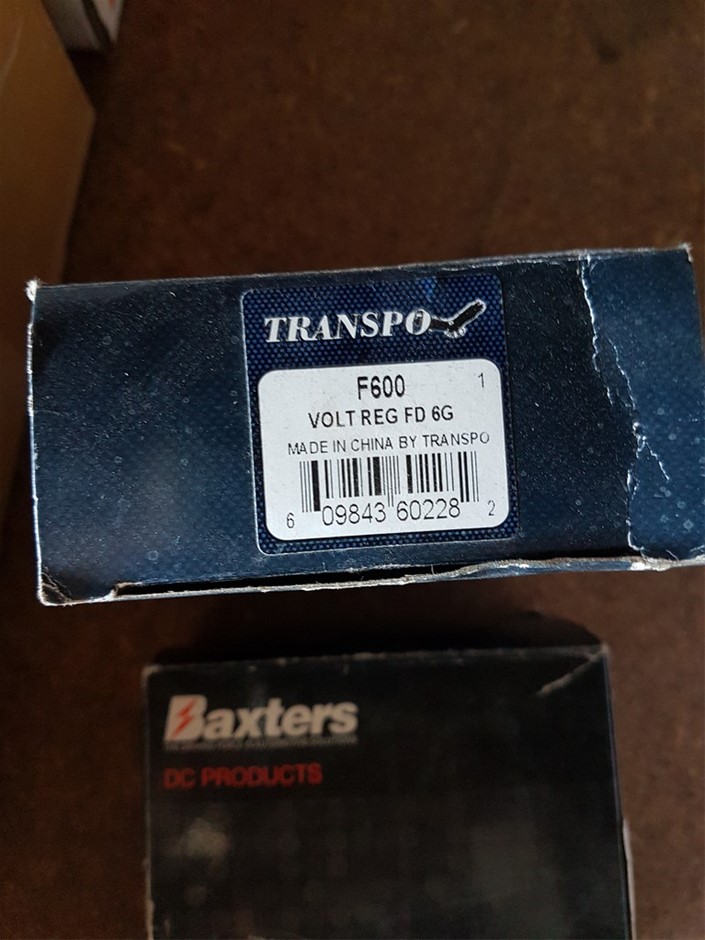 TRANSPO
F600 1
VOLT REG FD 6G
MADE IN CHINA BY TRANSPO
6 09843 60228 2
Baxters
DC PRODUCTS